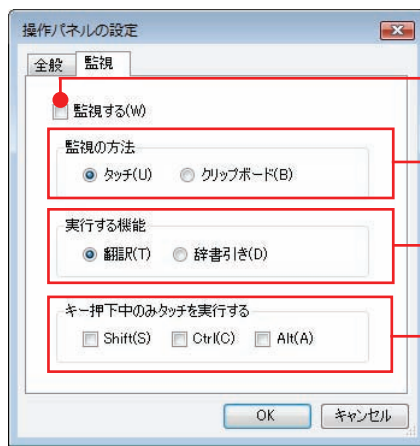 操作パネルの設定
全般 監視
監視する(W)
監視の方法
タッチ(U) クリップボード(B)
実行する機能
翻訳(T) 辞書引き(D)
キー押下中のみタッチを実行する
Shift(S) Ctrl(C) Alt(A)
OK キャンセル